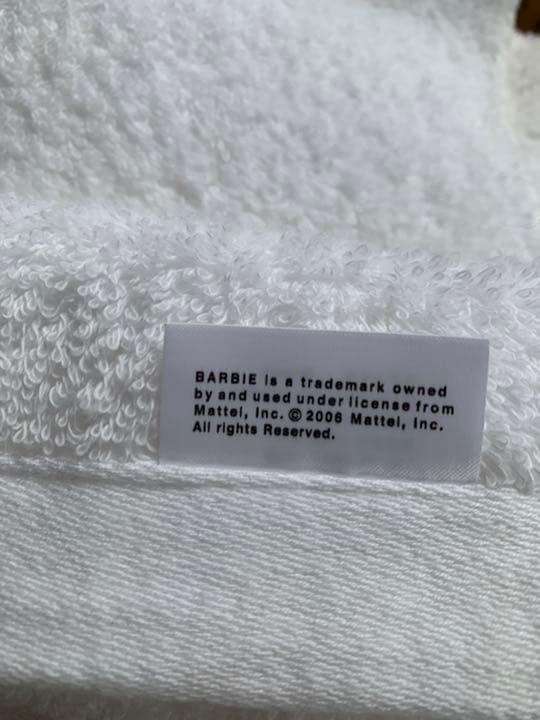 BARBIE is a trademark owned
by and used under license from
Mattel, Inc. © 2006 Mattel, Inc.
All rights Reserved.